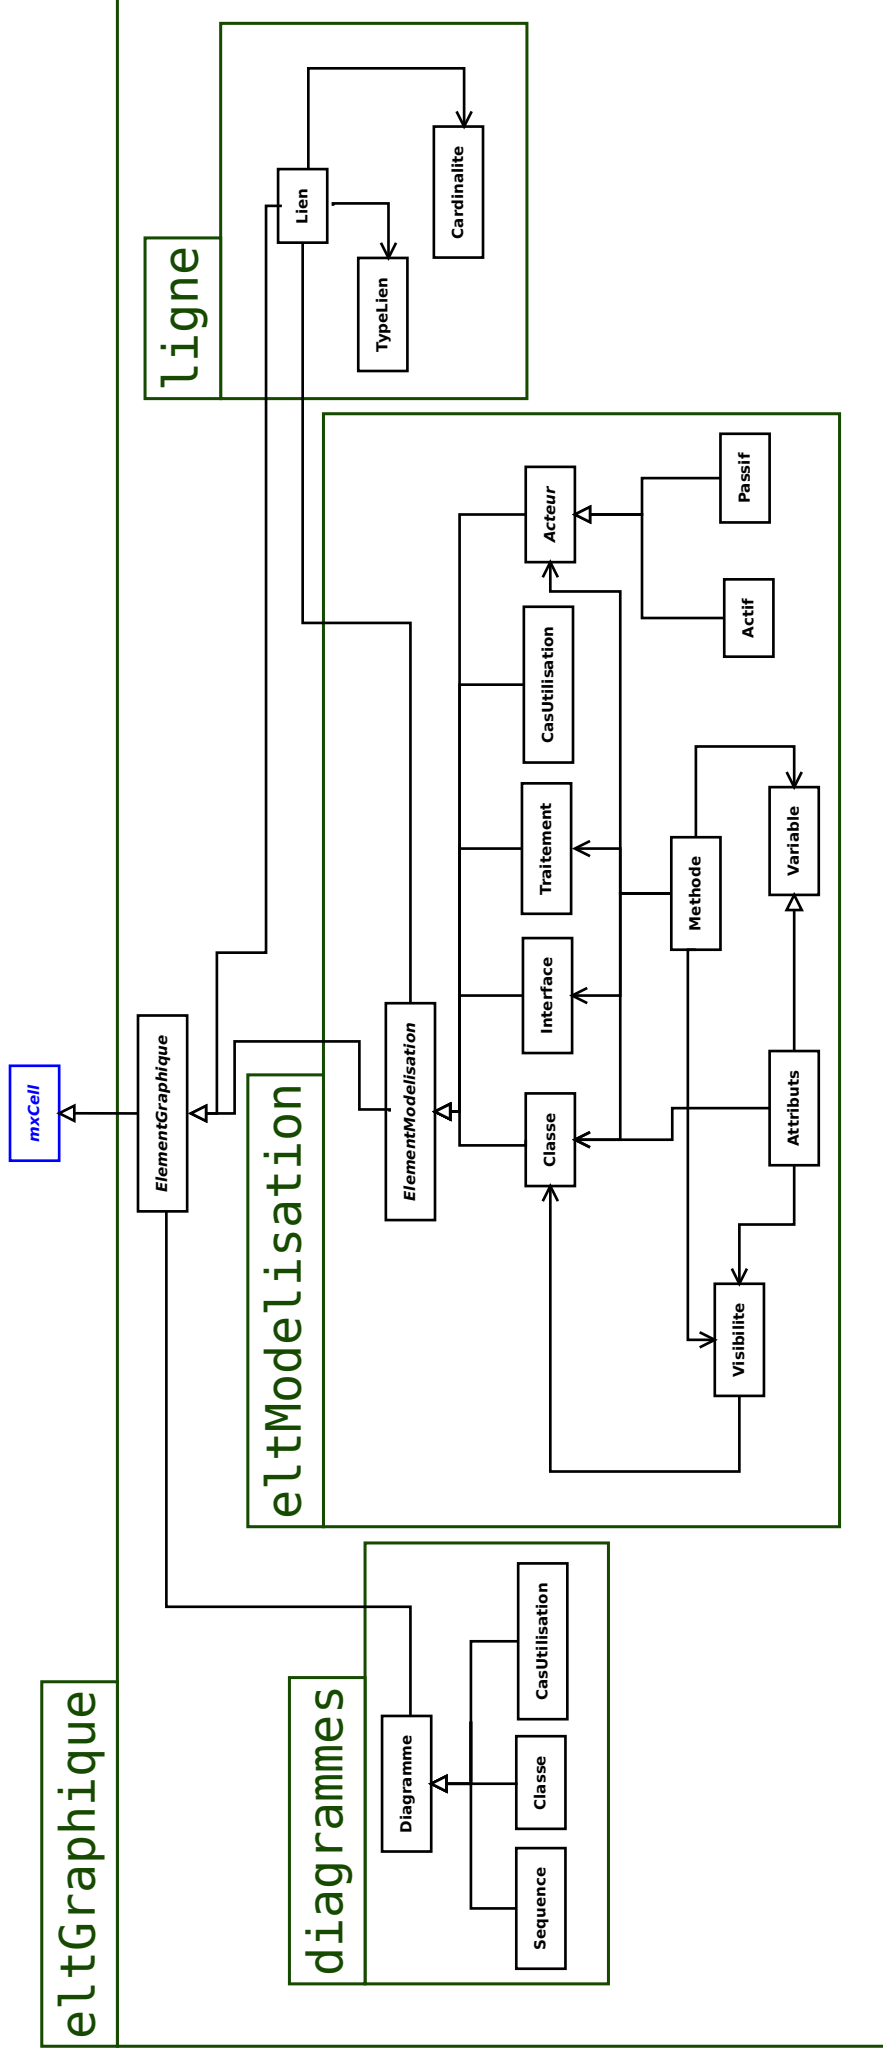 mxCell
eltGraphique
ElementGraphique
diagrammes
Diagramme
Sequence
Classe
CasUtilisation
eltModelisation
ElementModelisation
Classe
Interface
Traitement
CasUtilisation
Acteur
Visibilite
Attributs
Methode
Variable
Actif
Passif
ligne
Lien
TypeLien
Cardinalite